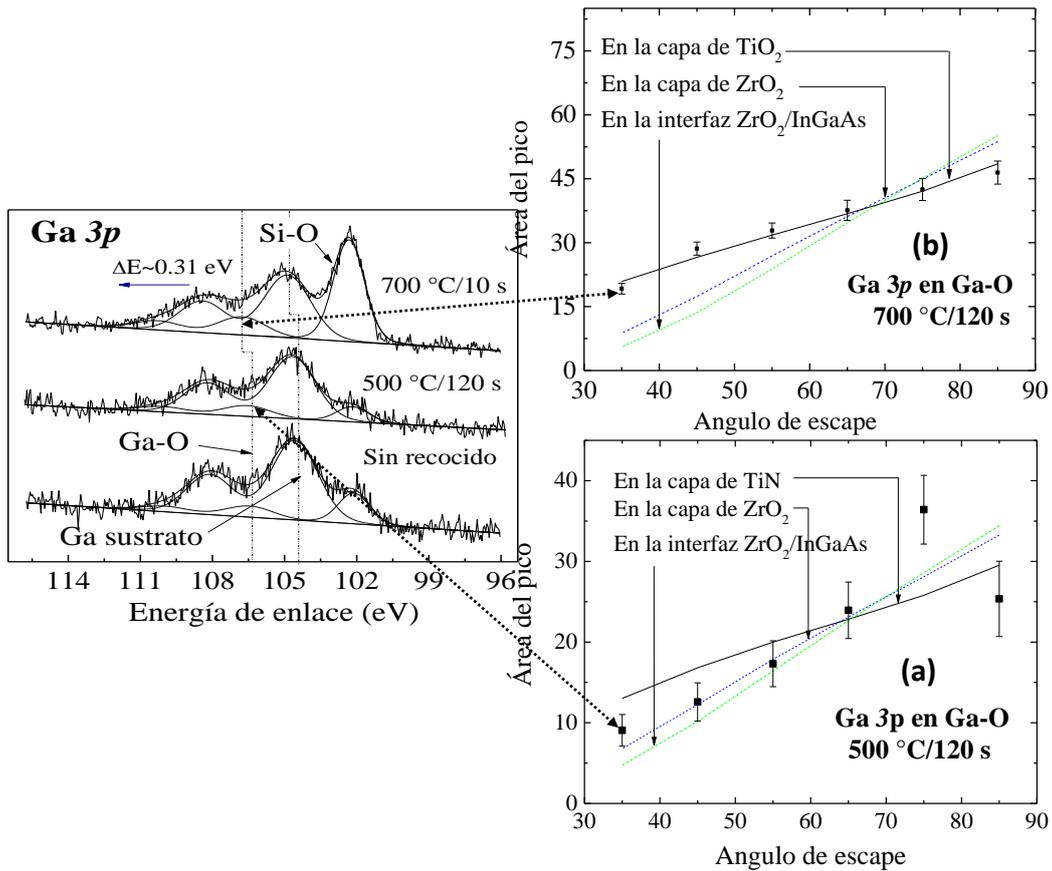 Ga 3p
Si-O
ΔE~0.31 eV
700 °C/10 s
500 °C/120 s
Ga-O
Sin recocido
Ga sustrato
114 111 108 105 102 99 96
Energía de enlace (eV)
75
60
45
30
15
0
Área del pico
En la capa de TiO2
En la capa de ZrO2
En la interfaz ZrO2/InGaAs
(b)
Ga 3p en Ga-O
700 °C/120 s
30 40 50 60 70 80 90
Angulo de escape
40
30
20
10
0
Área del pico
En la capa de TiN
En la capa de ZrO2
En la interfaz ZrO2/InGaAs
(a)
Ga 3p en Ga-O
500 °C/120 s
30 40 50 60 70 80 90
Angulo de escape